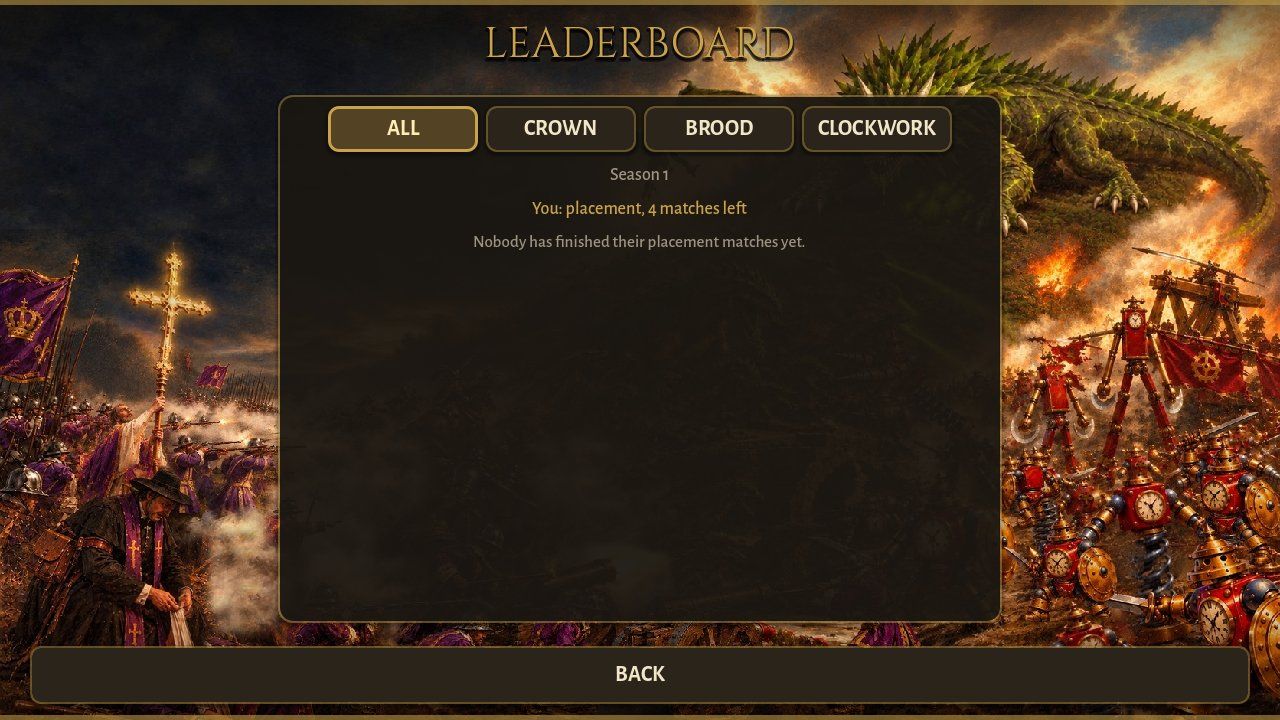 LEADERBOARD
ALL
CROWN
BROOD
CLOCKWORK
Season 1
You: placement, 4 matches left
Nobody has finished their placement matches yet.
BACK